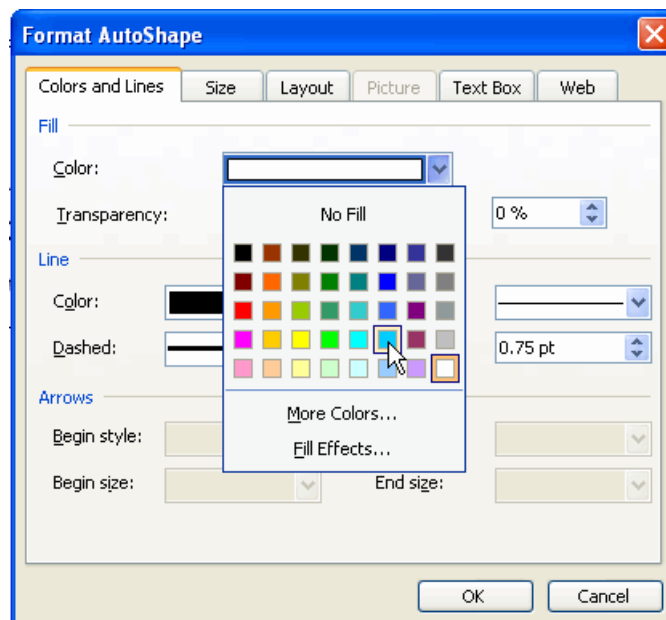 Format AutoShape
Colors and Lines Size Layout Picture Text Box Web
Fill
Color:
Transparency: 0 %
No Fill
Line
Color:
Dashed: 0.75 pt
More Colors...
Fill Effects...
Arrows
Begin style:
Begin size: End size:
OK Cancel